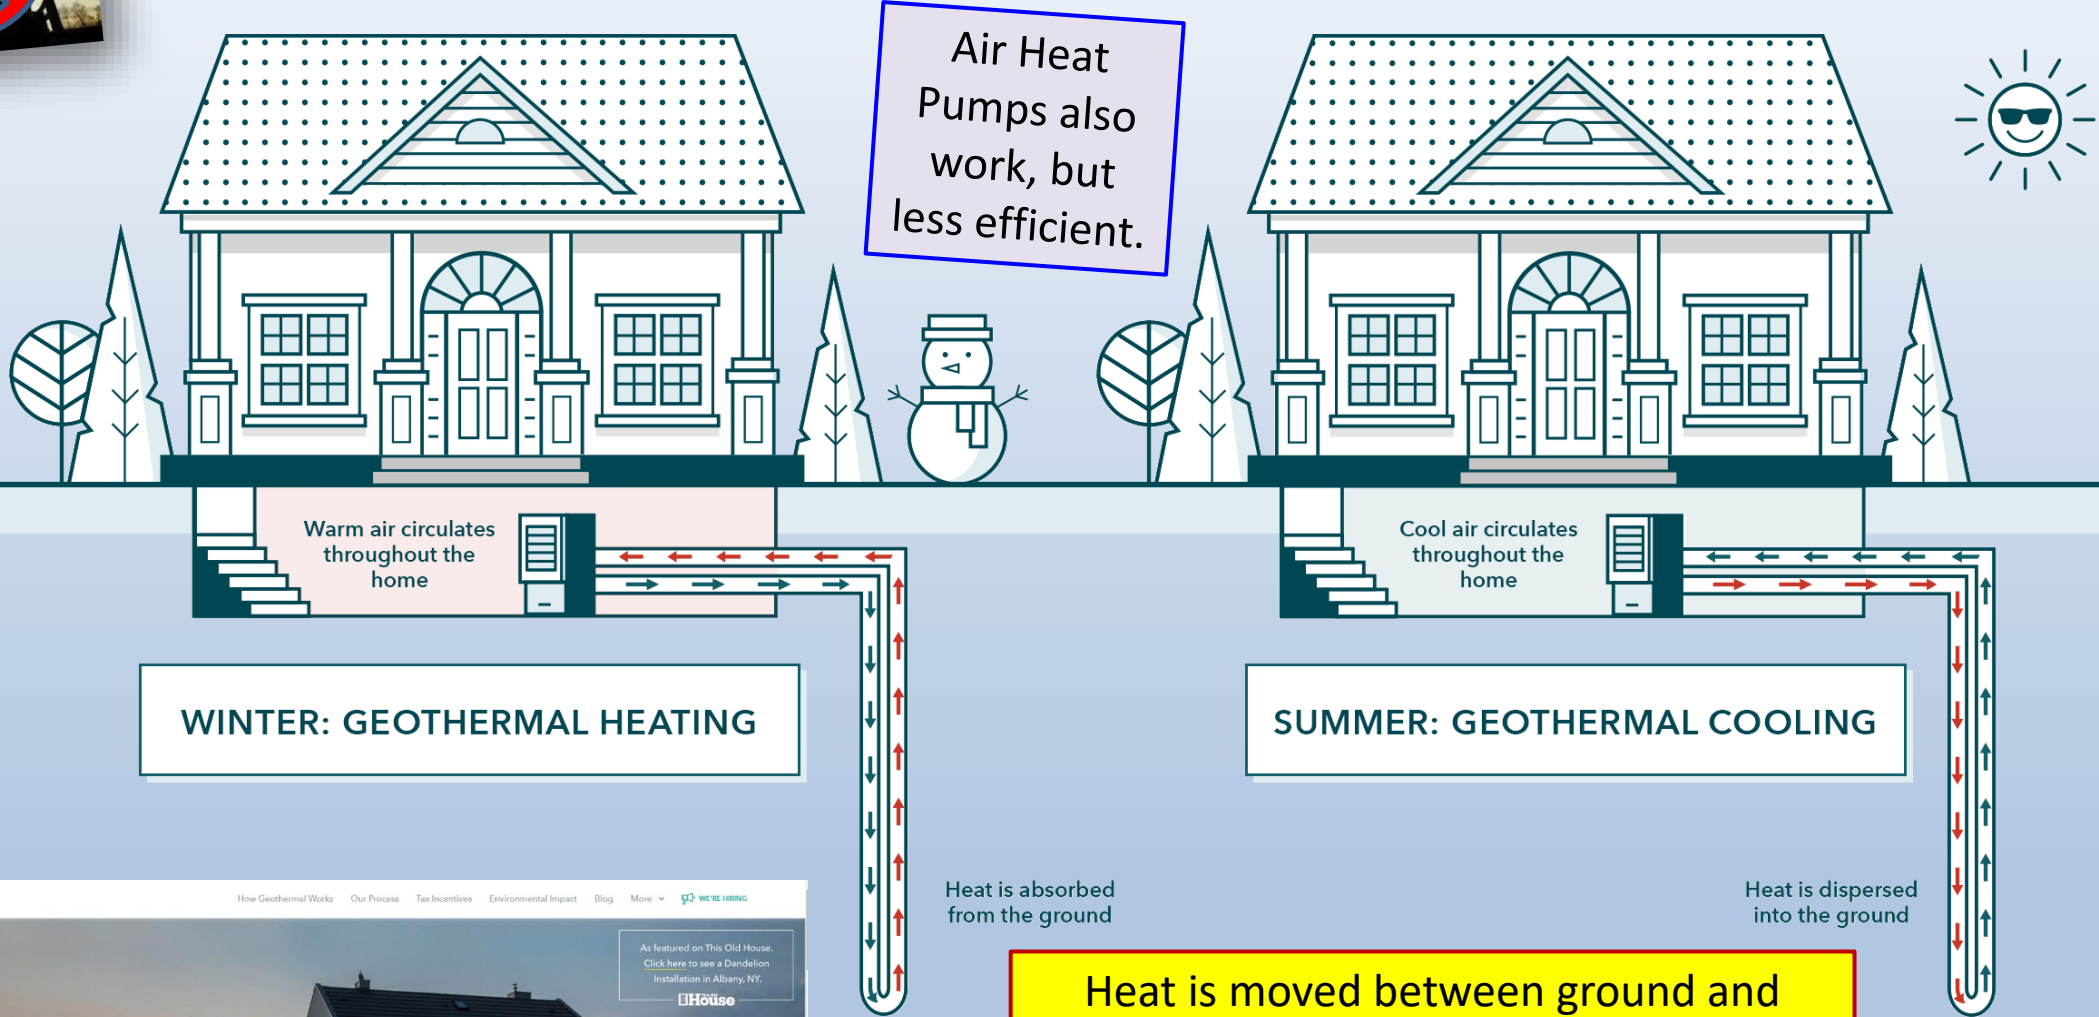 Air Heat
Pumps also
work, but
less efficient.
Warm air circulates
throughout the
home
Cool air circulates
throughout the
home
WINTER: GEOTHERMAL HEATING
SUMMER: GEOTHERMAL COOLING
Heat is absorbed
from the ground
Heat is dispersed
into the ground
How Geothermal Works Our Process Tax Incentives Environmental Impact Blog More WE'RE HIRING
As featured on This Old House.
Click here to see a Dandelion
Installation in Albany, NY.
House
Heat is moved between ground and